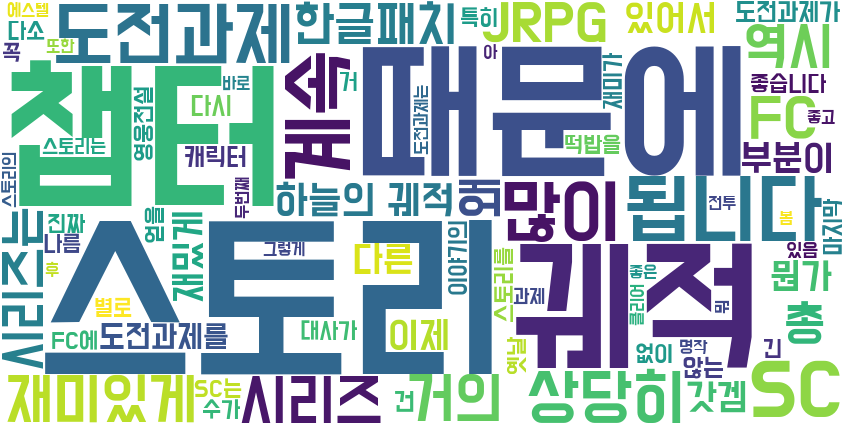 에스텔
다소
꼭
또한
도전과제
한글패치
특히
JRPG
있어서
도전과제가
역시
챕터
계속
때문에
아
재미가
좋습니다
거
다시
바로
도전과제는
FC
좋고
스토리는
영웅전설
캐릭터
떡밥을
부분이
스토리의
두번째
하늘의 궤적
왜
많이
됩니다
전투
봄
마지막
시리즈는
진짜
나름
후
얻을
재밌게
스토리
그렇게
다른
이야기의
스토리를
궤적
좋은
있음
뭔가
별로
과제
클리어
뭐
총
FC에
도전과제를
대사가
이제
옛날
없이
명작
않는
긴
재미있게
SC는
수가
시리즈
건
거의
상당히
갓겜
SC